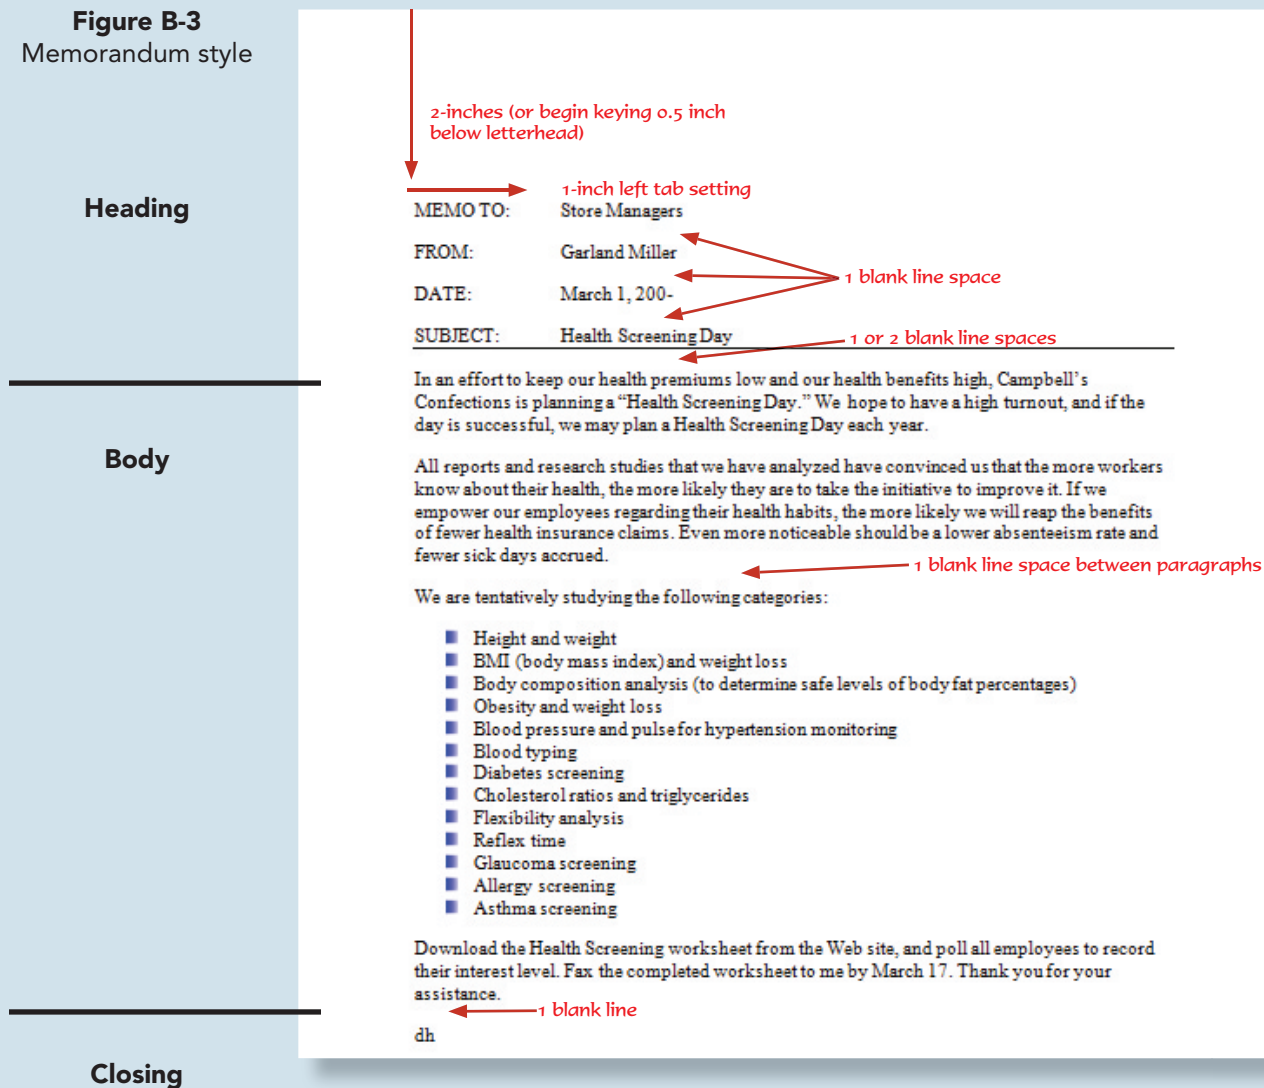 Figure B-3
Memorandum style
2-inches (or begin keying 0.5 inch
below letterhead)
Heading
1-inch left tab setting
MEMO TO: Store Managers
FROM: Garland Miller
1 blank line space
DATE: March 1, 200-
SUBJECT: Health Screening Day
1 or 2 blank line spaces
In an effort to keep our health premiums low and our health benefits high, Campbell’s
Confections is planning a “Health Screening Day.” We hope to have a high turnout, and if the
day is successful, we may plan a Health Screening Day each year.
Body
All reports and research studies that we have analyzed have convinced us that the more workers
know about their health, the more likely they are to take the initiative to improve it. If we
empower our employees regarding their health habits, the more likely we will reap the benefits
of fewer health insurance claims. Even more noticeable should be a lower absenteeism rate and
fewer sick days accrued.
1 blank line space between paragraphs
We are tentatively studying the following categories:
Height and weight
BMI (body mass index) and weight loss
Body composition analysis (to determine safe levels of body fat percentages)
Obesity and weight loss
Blood pressure and pulse for hypertension monitoring
Blood typing
Diabetes screening
Cholesterol ratios and triglycerides
Flexibility analysis
Reflex time
Glaucoma screening
Allergy screening
Asthma screening
Download the Health Screening worksheet from the Web site, and poll all employees to record
their interest level. Fax the completed worksheet to me by March 17. Thank you for your
assistance.
1 blank line
dh
Closing